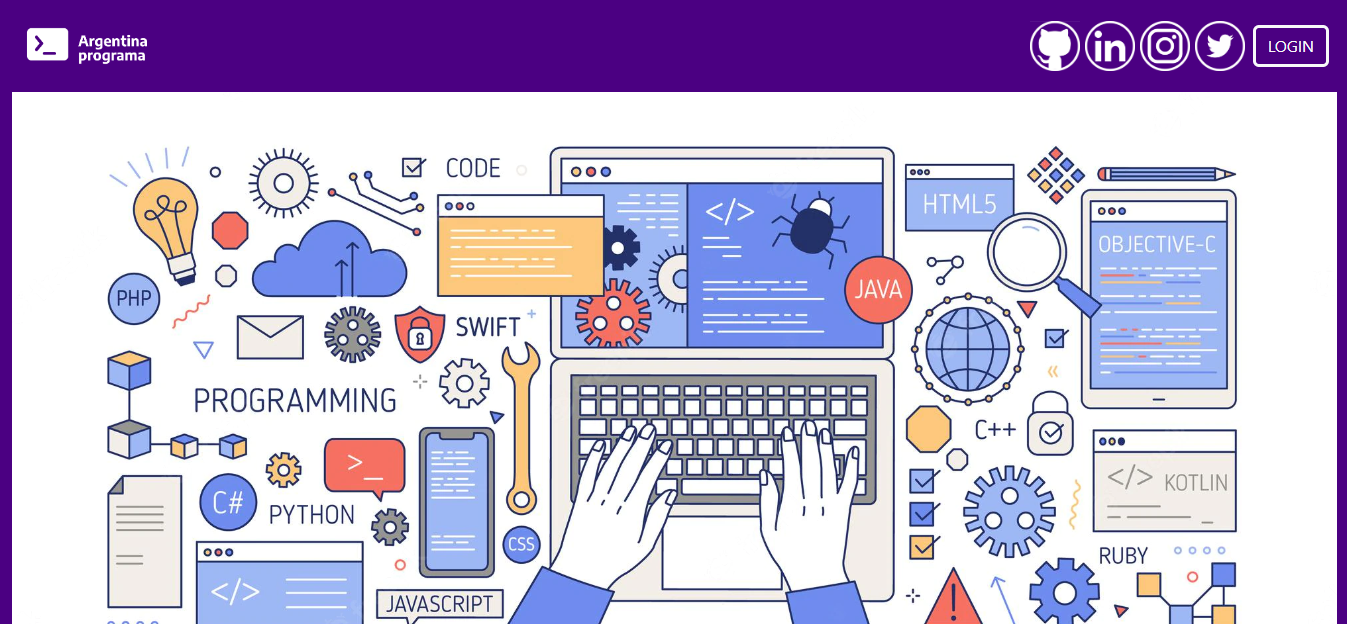 Argentina
programa
LOGIN
CODE
HTML5
</>
OBJECTIVE-C
PHP
JAVA
SWIFT
PROGRAMMING
C++
>_
</> KOTLIN
C#
PYTHON
CSS
RUBY
</>
JAVASCRIPT
!